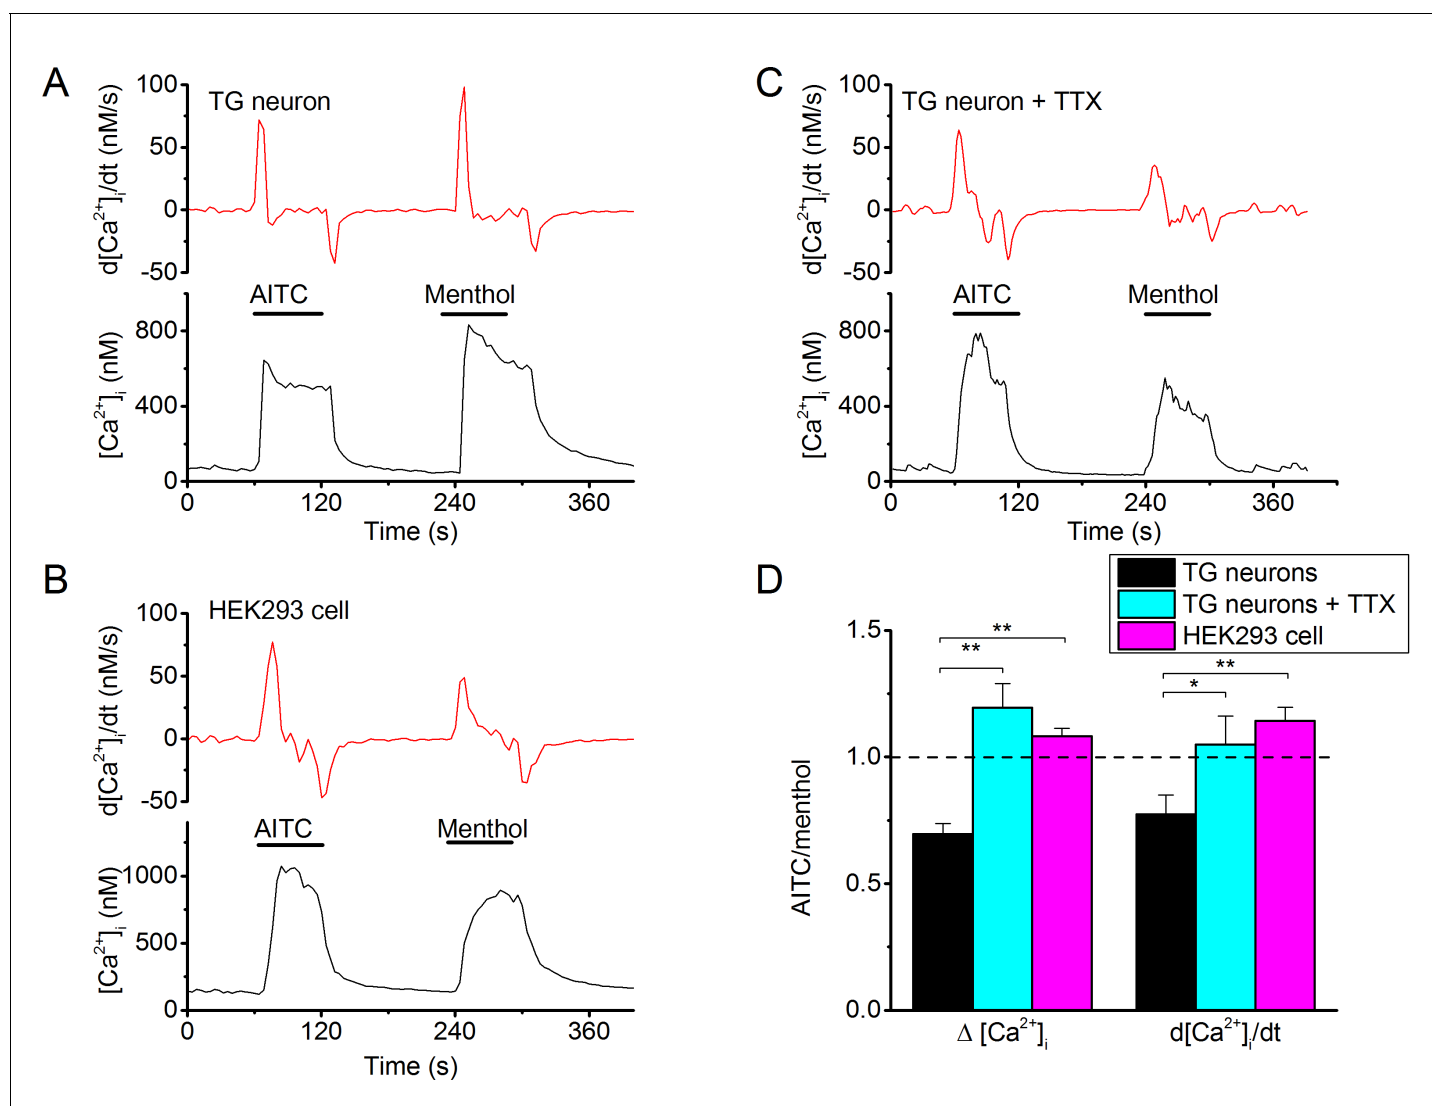 A
TG neuron
d[Ca²⁺]ᵢ/dt (nM/s)
100
50
0
-50
AITC
Menthol
[Ca²⁺]ᵢ (nM)
800
400
0
0
120
240
360
Time (s)
B
HEK293 cell
d[Ca²⁺]ᵢ/dt (nM/s)
100
50
0
-50
AITC
Menthol
[Ca²⁺]ᵢ (nM)
1000
500
0
0
120
240
360
Time (s)
C
TG neuron + TTX
d[Ca²⁺]ᵢ/dt (nM/s)
100
50
0
-50
AITC
Menthol
[Ca²⁺]ᵢ (nM)
800
400
0
0
120
240
360
Time (s)
D
TG neurons
TG neurons + TTX
HEK293 cell
AITC/menthol
1.5
1.0
0.5
0.0
**
**
**
*
Δ [Ca²⁺]ᵢ
d[Ca²⁺]ᵢ/dt